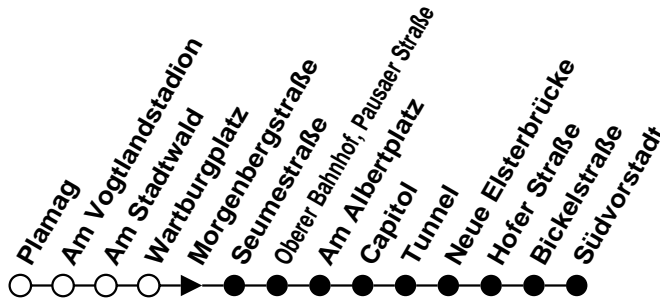 Plamag
Am Vogtlandstadion
Am Stadtwald
Wartburgplatz
Morgenbergstraße
Seumestraße
Oberer Bahnhof, Pausaer Straße
Am Albertplatz
Capitol
Tunnel
Neue Elsterbrücke
Hofer Straße
Bickelstraße
Südvorstadt